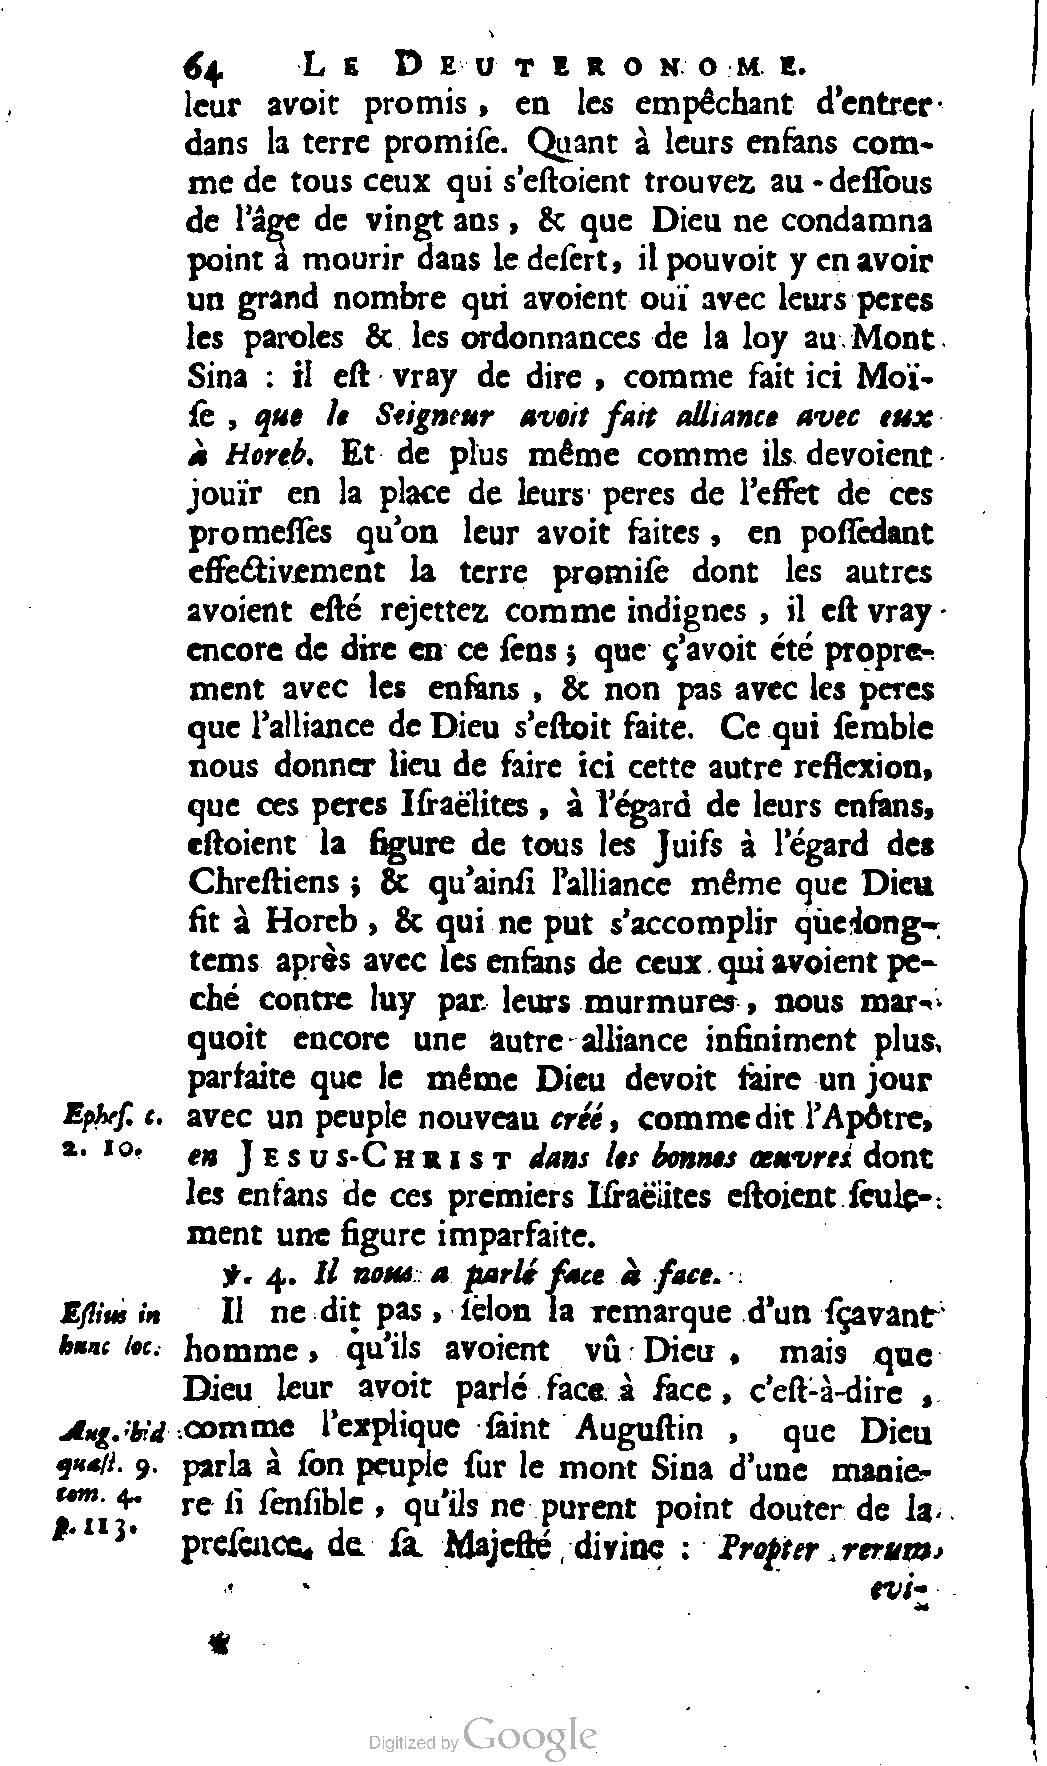 64 LE DEUTERONOME.
leur avoit promis, en les empêchant d'entrer
dans la terre promiſe. Quant à leurs enfans com-
me de tous ceux qui s'eſtoient trouvez au-deſſous
de l'âge de vingt ans, & que Dieu ne condamna
point à mourir dans le deſert, il pouvoit y en avoir
un grand nombre qui avoient ouï avec leurs peres
les paroles & les ordonnances de la loy au Mont
Sina : il eſt vray de dire, comme fait ici Moï-
ſe, que le Seigneur avoit fait alliance avec eux
à Horeb. Et de plus même comme ils devoient
jouïr en la place de leurs peres de l'effet de ces
promeſſes qu'on leur avoit faites, en poſſedant
effectivement la terre promiſe dont les autres
avoient eſté rejettez comme indignes, il eſt vray
encore de dire en ce ſens; que ç'avoit été propre-
ment avec les enfans, & non pas avec les peres
que l'alliance de Dieu s'eſtoit faite. Ce qui ſemble
nous donner lieu de faire ici cette autre reflexion,
que ces peres Iſraëlites, à l'égard de leurs enfans,
eſtoient la figure de tous les Juifs à l'égard des
Chreſtiens; & qu'ainſi l'alliance même que Dieu
fit à Horeb, & qui ne put s'accomplir que long-
tems après avec les enfans de ceux qui avoient pe-
ché contre luy par leurs murmures, nous mar-
quoit encore une autre alliance infiniment plus
parfaite que le même Dieu devoit faire un jour
Epheſ. c. avec un peuple nouveau créé, comme dit l'Apôtre,
2. 10. en JESUS-CHRIST dans les bonnes œuvres dont
les enfans de ces premiers Iſraëlites eſtoient ſeule-
ment une figure imparfaite.
℣. 4. Il nous a parlé face à face.
Eſtius in Il ne dit pas, ſelon la remarque d'un ſçavant
hunc loc. homme, qu'ils avoient vû Dieu, mais que
Dieu leur avoit parlé face à face, c'eſt-à-dire,
Aug. ibid comme l'explique ſaint Auguſtin, que Dieu
quæſt. 9. parla à ſon peuple ſur le mont Sina d'une manie-
tom. 4. re ſi ſenſible, qu'ils ne purent point douter de la
p. 113. preſence de ſa Majeſté divine : Propter rerum
evi-
Digitized by Google